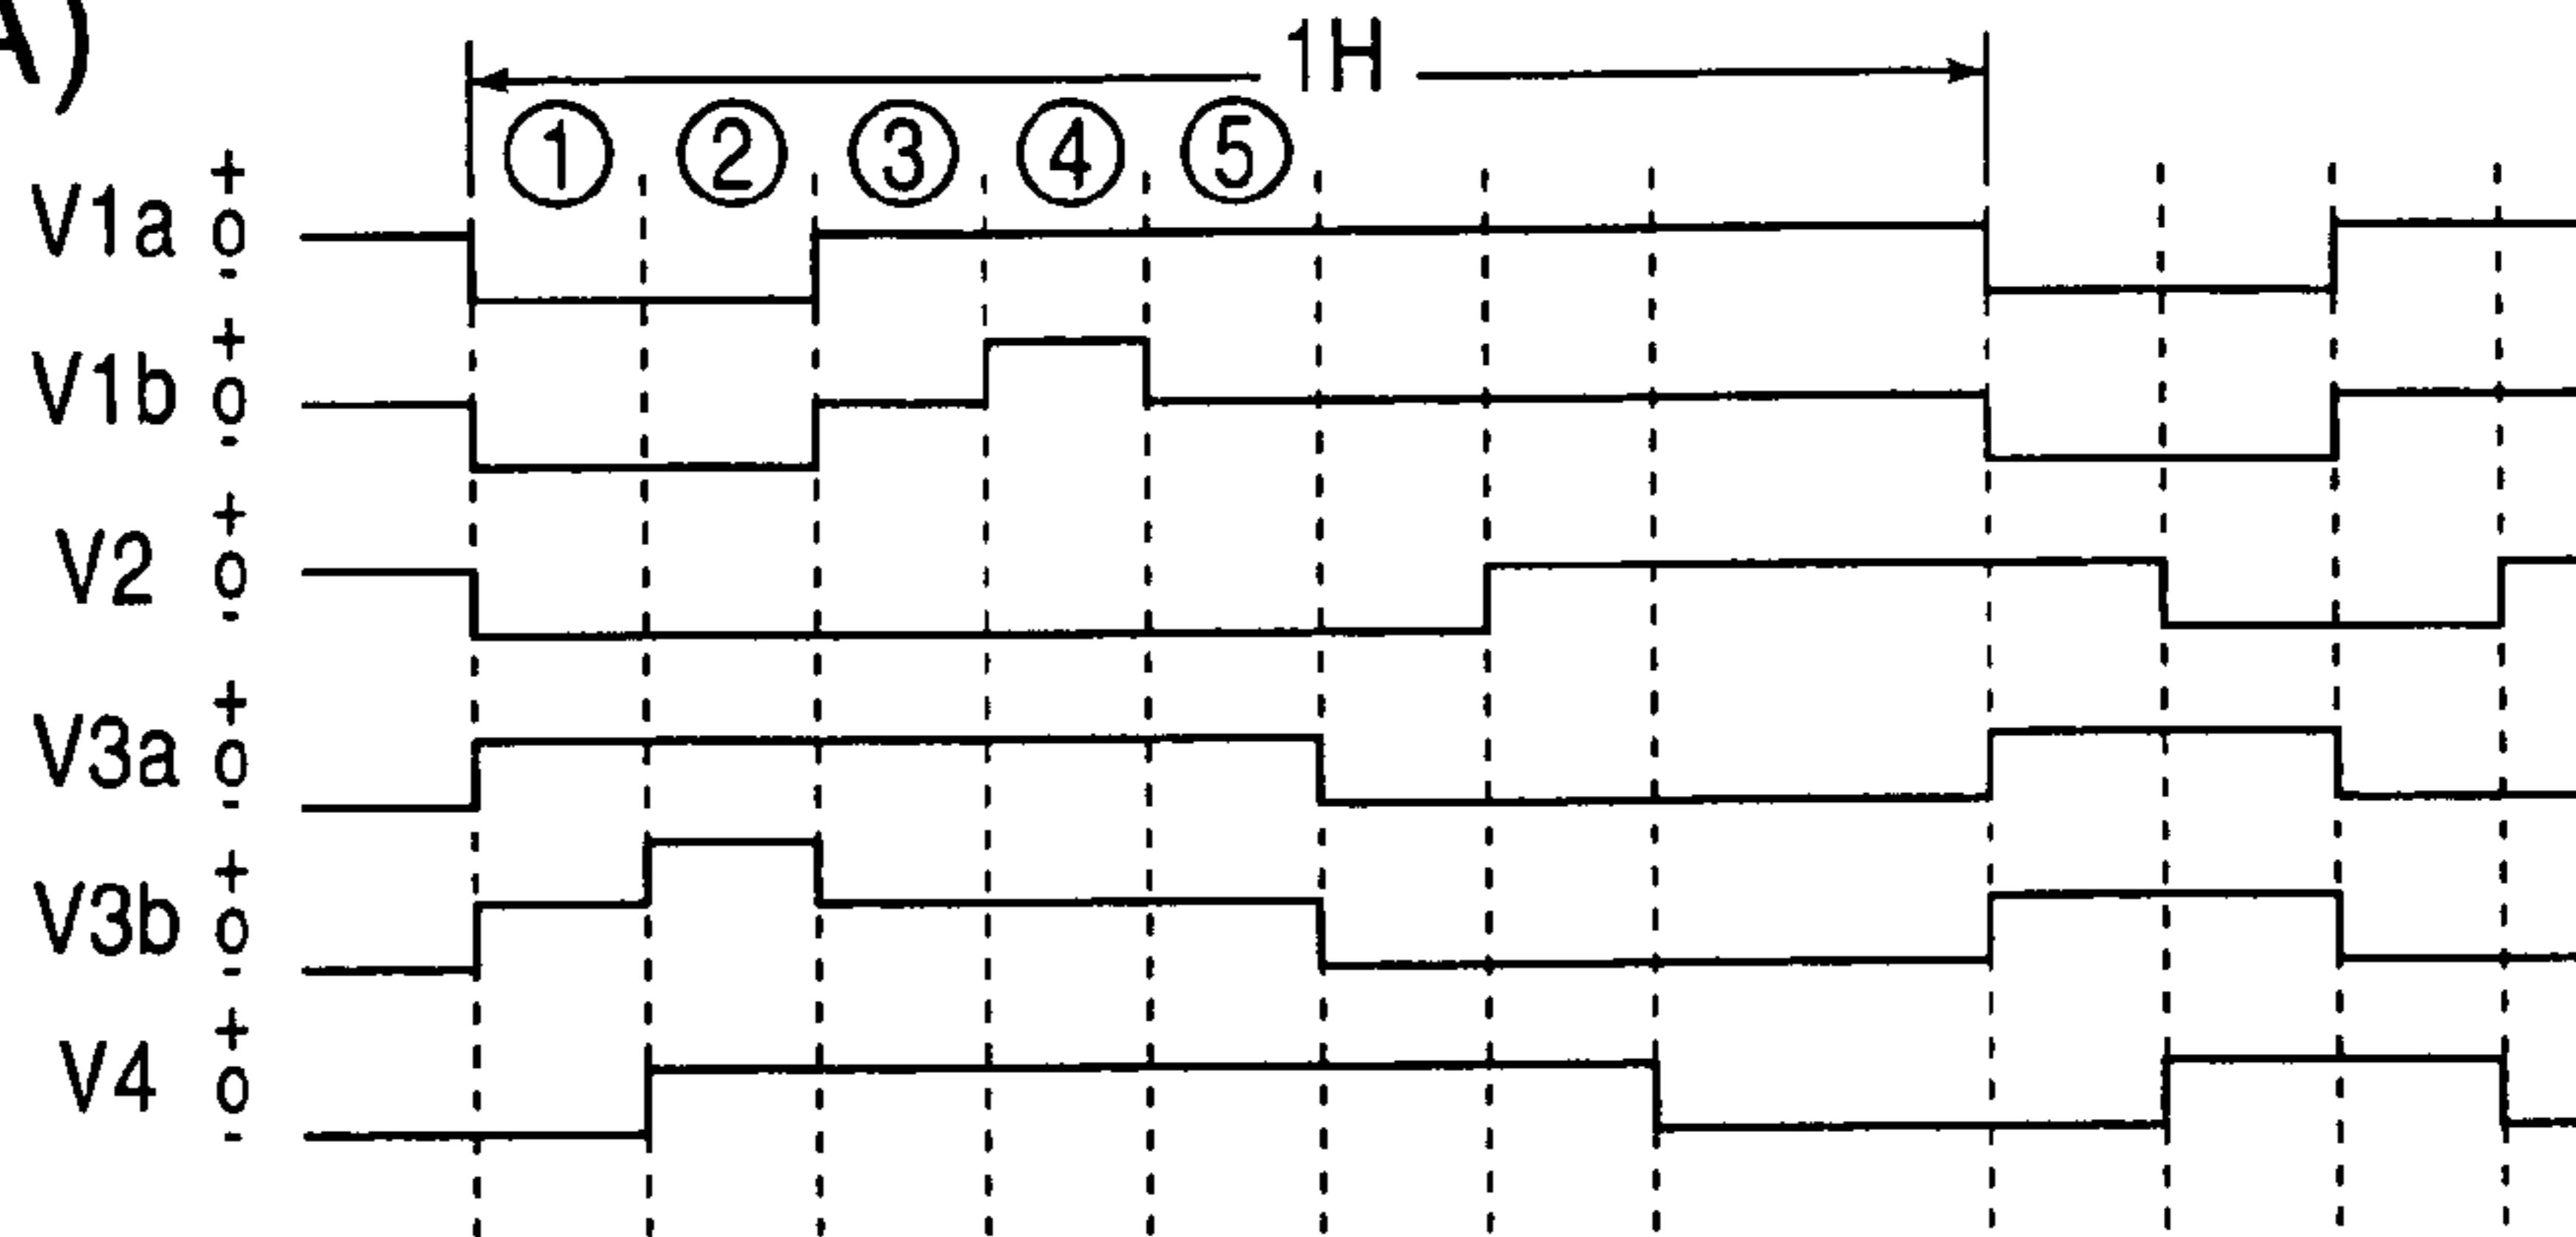 A)
1H
① ② ③ ④ ⑤
V1a + 0 -
V1b + 0 -
V2 + 0 -
V3a + 0 -
V3b + 0 -
V4 + 0 -